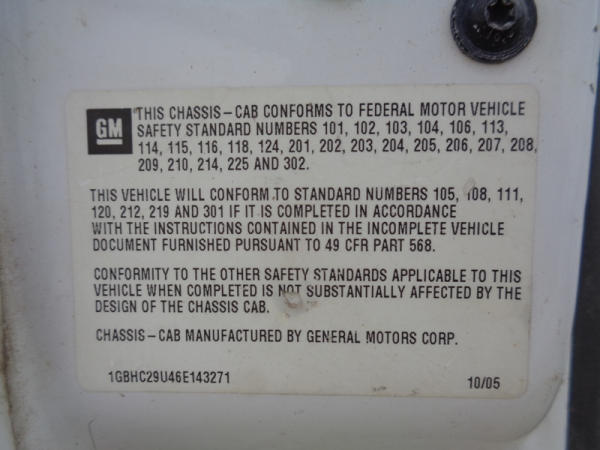 GM
THIS CHASSIS-CAB CONFORMS TO FEDERAL MOTOR VEHICLE
SAFETY STANDARD NUMBERS 101, 102, 103, 104, 106, 113,
114, 115, 116, 118, 124, 201, 202, 203, 204, 205, 206, 207, 208,
209, 210, 214, 225 AND 302.
THIS VEHICLE WILL CONFORM TO STANDARD NUMBERS 105, 108, 111,
120, 212, 219 AND 301 IF IT IS COMPLETED IN ACCORDANCE
WITH THE INSTRUCTIONS CONTAINED IN THE INCOMPLETE VEHICLE
DOCUMENT FURNISHED PURSUANT TO 49 CFR PART 568.
CONFORMITY TO THE OTHER SAFETY STANDARDS APPLICABLE TO THIS
VEHICLE WHEN COMPLETED IS NOT SUBSTANTIALLY AFFECTED BY THE
DESIGN OF THE CHASSIS CAB.
CHASSIS-CAB MANUFACTURED BY GENERAL MOTORS CORP.
1GBHC29U46E143271 10/05